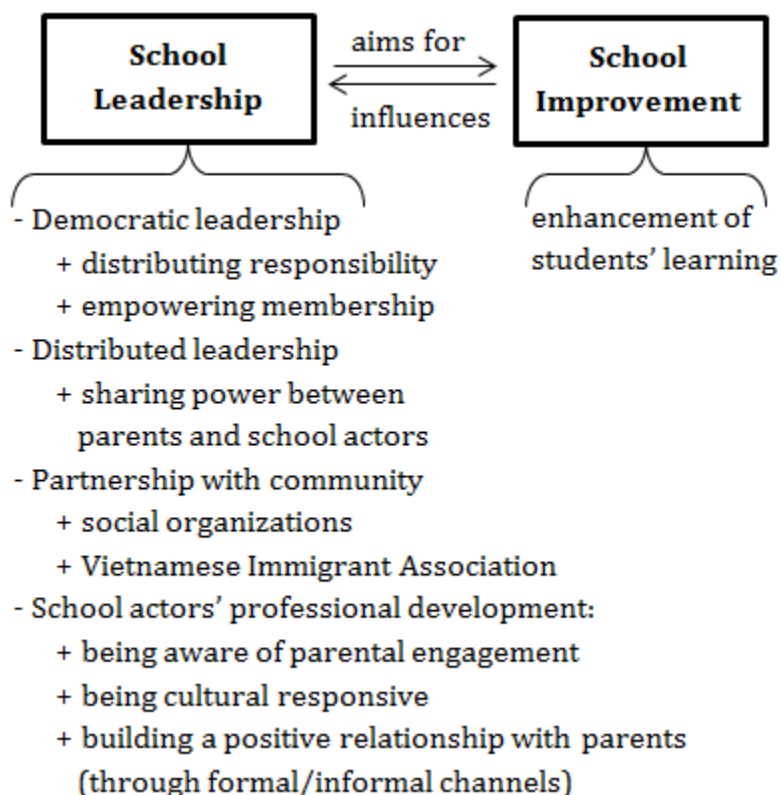 School
Leadership
aims for
influences
School
Improvement
- Democratic leadership
+ distributing responsibility
+ empowering membership
- Distributed leadership
+ sharing power between
parents and school actors
- Partnership with community
+ social organizations
+ Vietnamese Immigrant Association
- School actors’ professional development:
+ being aware of parental engagement
+ being cultural responsive
+ building a positive relationship with parents
(through formal/informal channels)
enhancement of
students’ learning